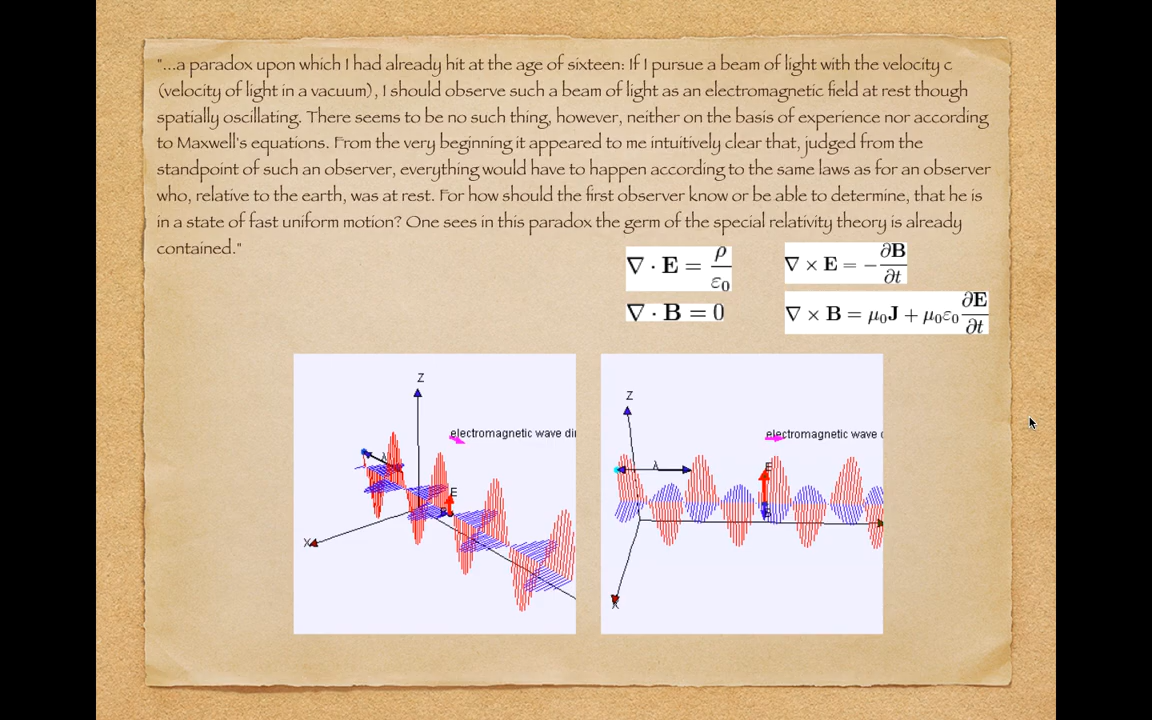 "...a paradox upon which I had already hit at the age of sixteen: If I pursue a beam of light with the velocity c
(velocity of light in a vacuum), I should observe such a beam of light as an electromagnetic field at rest though
spatially oscillating. There seems to be no such thing, however, neither on the basis of experience nor according
to Maxwell's equations. From the very beginning it appeared to me intuitively clear that, judged from the
standpoint of such an observer, everything would have to happen according to the same laws as for an observer
who, relative to the earth, was at rest. For how should the first observer know or be able to determine, that he is
in a state of fast uniform motion? One sees in this paradox the germ of the special relativity theory is already
contained."
∇ · E = ρ/ε₀
∇ × E = −∂B/∂t
∇ · B = 0
∇ × B = μ₀J + μ₀ε₀ ∂E/∂t
Z
electromagnetic wave di
λ
E
B
X
Z
electromagnetic wave
λ
E
B
X